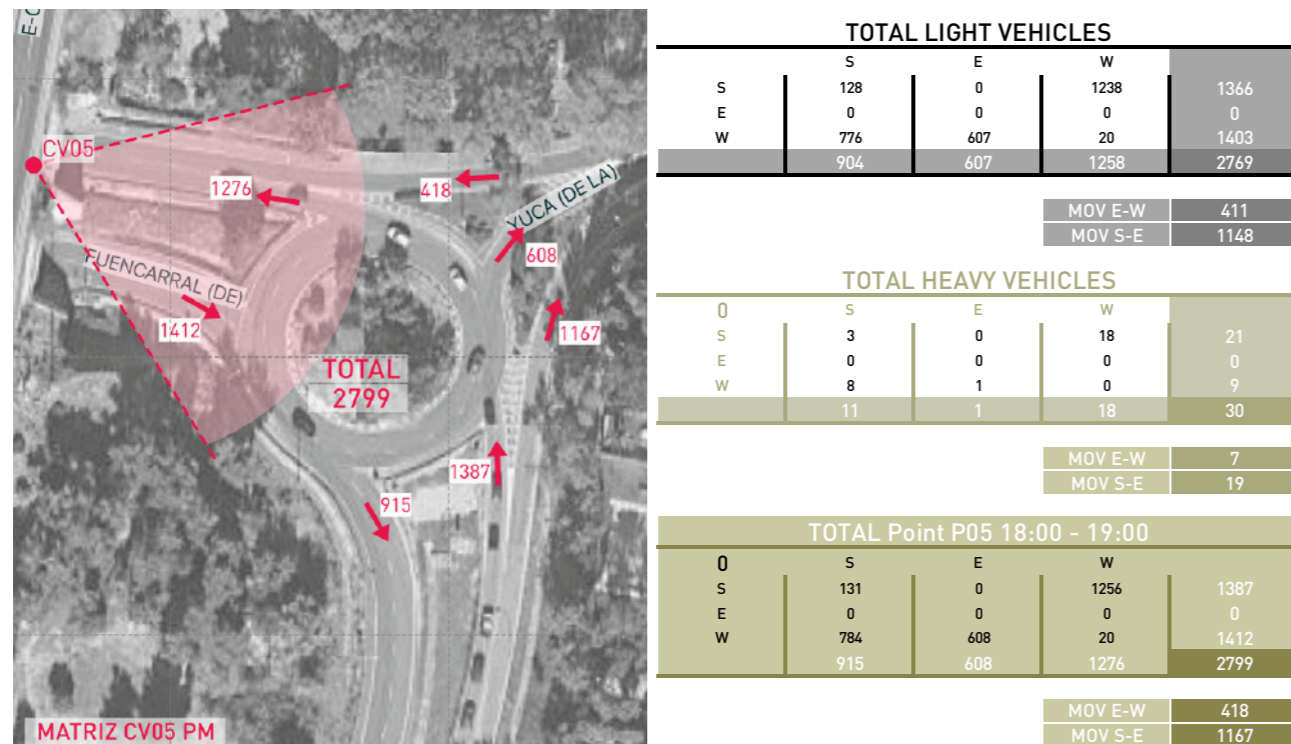 E-C
CV05
1276
418
YUCA (DE LA)
608
FUENCARRAL (DE)
1412
1167
TOTAL
2799
1387
915
MATRIZ CV05 PM
TOTAL LIGHT VEHICLES
S E W
S 128 0 1238 1366
E 0 0 0 0
W 776 607 20 1403
904 607 1258 2769
MOV E-W 411
MOV S-E 1148
TOTAL HEAVY VEHICLES
O S E W
S 3 0 18 21
E 0 0 0 0
W 8 1 0 9
11 1 18 30
MOV E-W 7
MOV S-E 19
TOTAL Point P05 18:00 - 19:00
O S E W
S 131 0 1256 1387
E 0 0 0 0
W 784 608 20 1412
915 608 1276 2799
MOV E-W 418
MOV S-E 1167